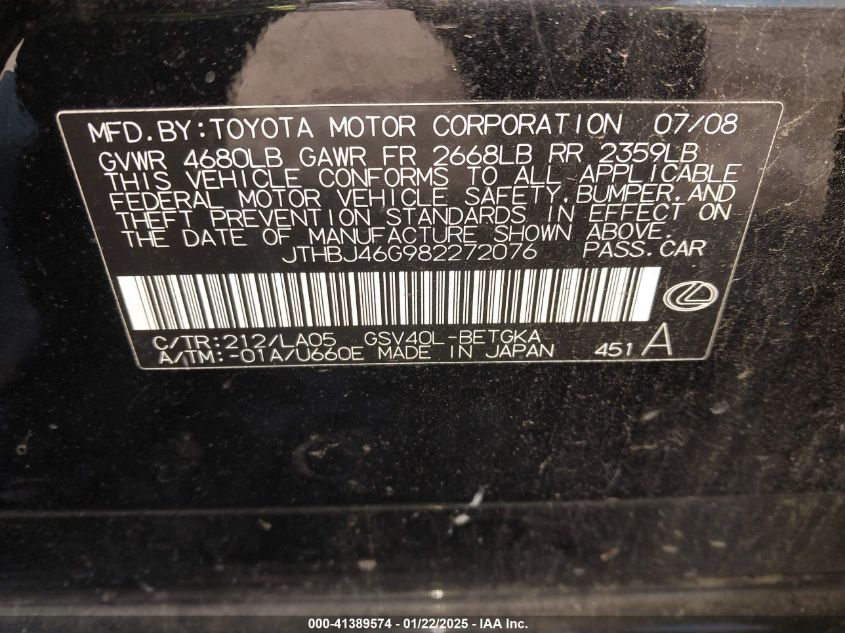 MFD.BY:TOYOTA MOTOR CORPORATION 07/08
GVWR 4680LB GAWR FR 2668LB RR 2359LB
THIS VEHICLE CONFORMS TO ALL APPLICABLE
FEDERAL MOTOR VEHICLE SAFETY,BUMPER,AND
THEFT PREVENTION STANDARDS IN EFFECT ON
THE DATE OF MANUFACTURE SHOWN ABOVE.
JTHBJ46G982272076 PASS.CAR
C/TR:212/LA05 GSV40L-BETGKA
A/TM:-01A/U660E MADE IN JAPAN 451 A
000-41389574 - 01/22/2025 - IAA Inc.